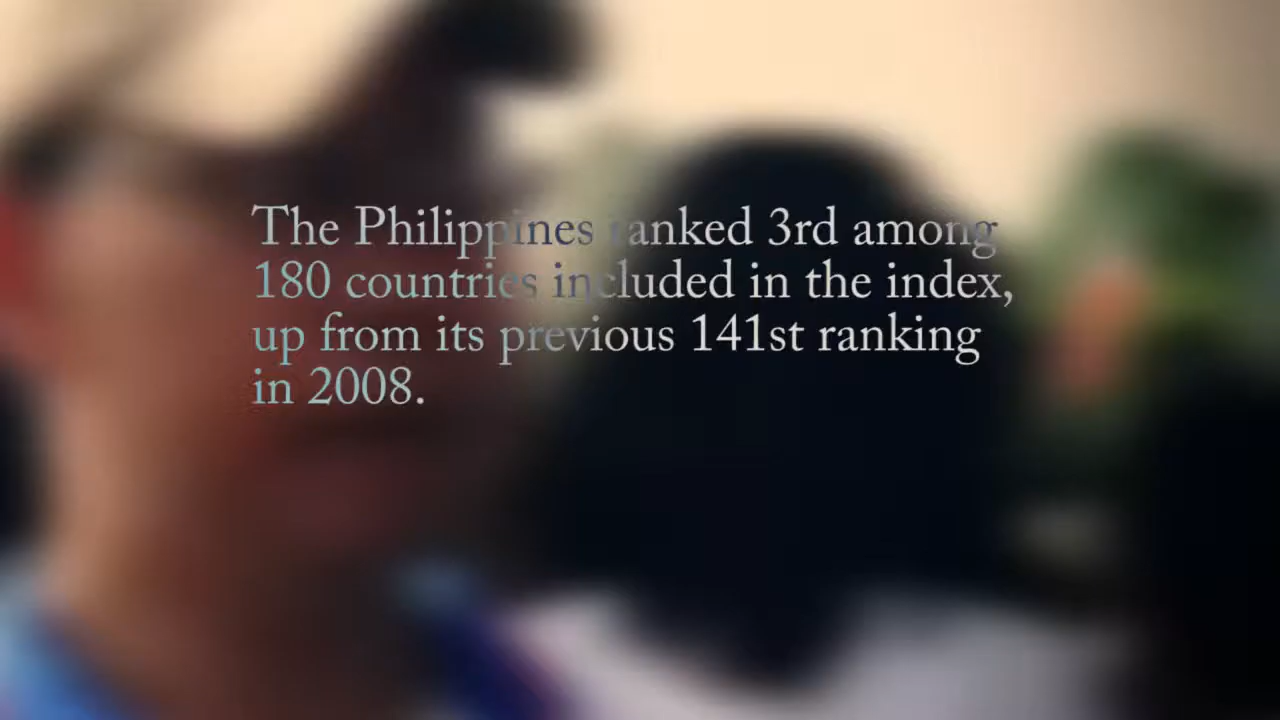 The Philippines ranked 3rd among
180 countries included in the index,
up from its previous 141st ranking
in 2008.